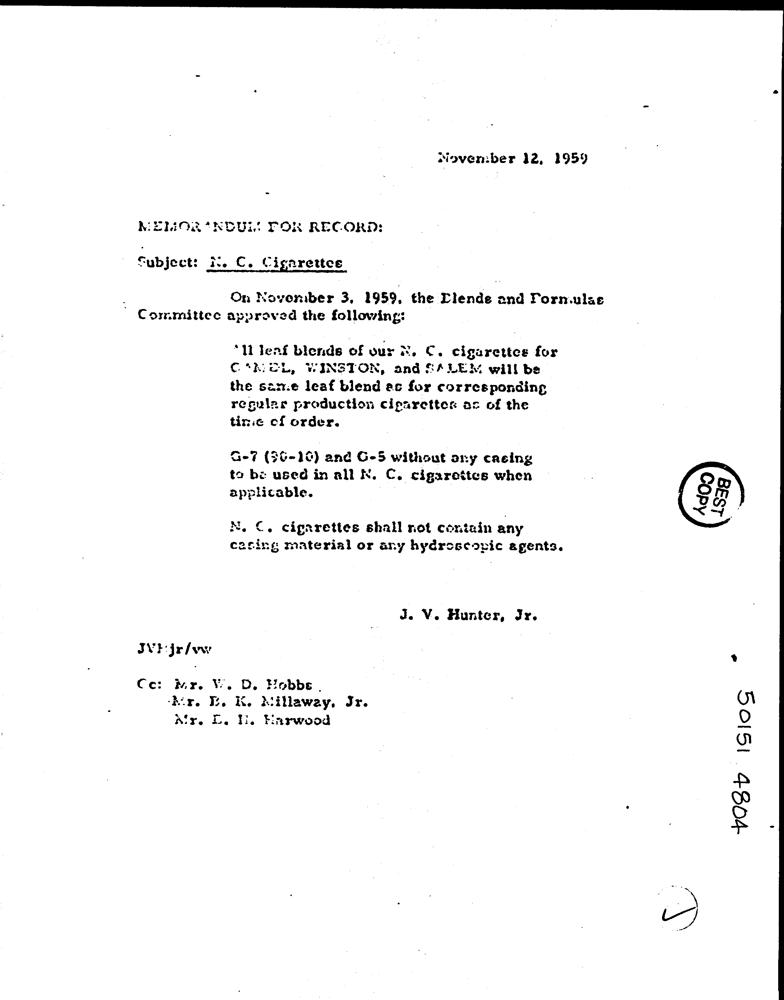 November 12, 1959
MEMORANDUM FOR RECORD:
Subject: N. C. Cigarettes
On November 3, 1959, the Blends and Formulas
Committee approved the following:
All leaf blends of our N. C. cigarettes for
CAMEL, WINSTON, and SALEM will be
the same leaf blend as for corresponding
regular production cigarettes as of the
time of order.
G-7 (90-10) and G-5 without any casing
to be used in all N. C. cigarettes when
applicable.
N. C. cigarettes shall not contain any
casing material or any hydroscopic agents.
BEST
COPY
J. V. Hunter, Jr.
JVHjr/vw
Cc: Mr. W. D. Hobbs
Mr. B. K. Millaway, Jr.
Mr. E. H. Harwood
50151 4804